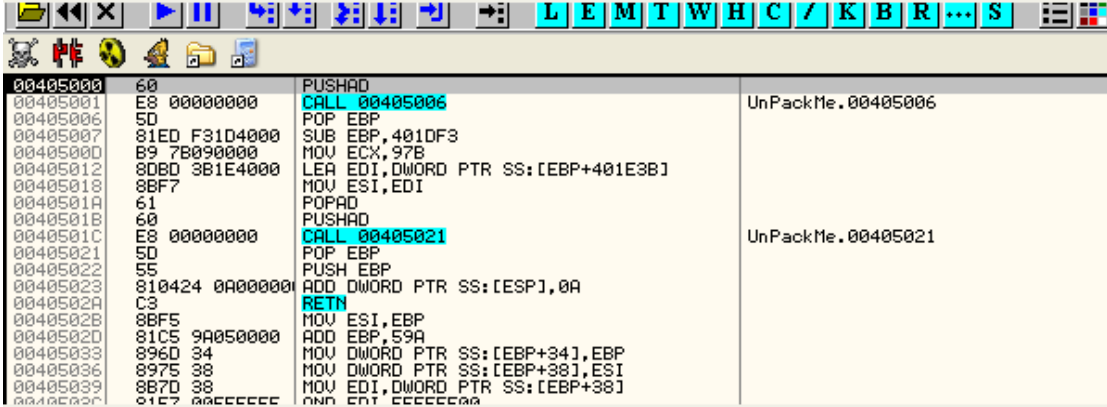 L E M T W H C / K B R ... S
00405000 60 PUSHAD
00405001 E8 00000000 CALL 00405006 UnPackMe.00405006
00405006 5D POP EBP
00405007 81ED F31D4000 SUB EBP,401DF3
0040500D B9 7B090000 MOV ECX,97B
00405012 8DBD 3B1E4000 LEA EDI,DWORD PTR SS:[EBP+401E3B]
00405018 8BF7 MOV ESI,EDI
0040501A 61 POPAD
0040501B 60 PUSHAD
0040501C E8 00000000 CALL 00405021 UnPackMe.00405021
00405021 5D POP EBP
00405022 55 PUSH EBP
00405023 810424 0A000000 ADD DWORD PTR SS:[ESP],0A
0040502A C3 RETN
0040502B 8BF5 MOV ESI,EBP
0040502D 81C5 9A050000 ADD EBP,59A
00405033 896D 34 MOV DWORD PTR SS:[EBP+34],EBP
00405036 8975 38 MOV DWORD PTR SS:[EBP+38],ESI
00405039 8B7D 38 MOV EDI,DWORD PTR SS:[EBP+38]
0040503C 81E7 00FFFFFF AND EDI,FFFFFF00